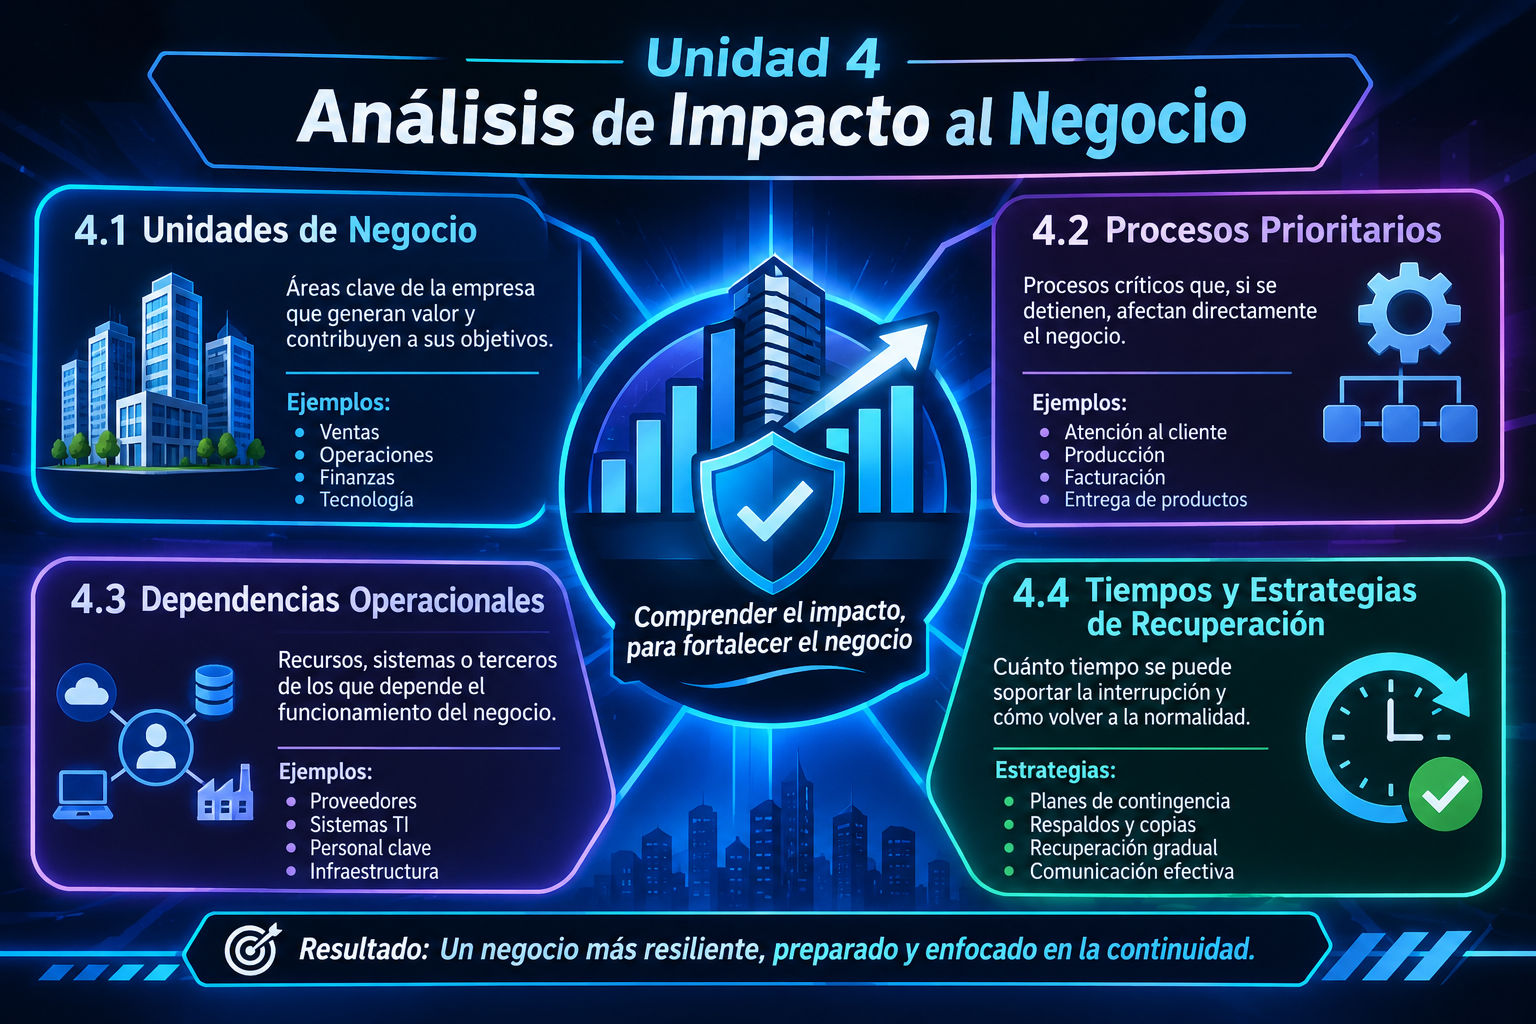 Unidad 4
Análisis de Impacto al Negocio
4.1 Unidades de Negocio
Áreas clave de la empresa
que generan valor y
contribuyen a sus objetivos.
Ejemplos:
• Ventas
• Operaciones
• Finanzas
• Tecnología
4.2 Procesos Prioritarios
Procesos críticos que, si se
detienen, afectan directamente
el negocio.
Ejemplos:
• Atención al cliente
• Producción
• Facturación
• Entrega de productos
Comprender el impacto,
para fortalecer el negocio
4.3 Dependencias Operacionales
Recursos, sistemas o terceros
de los que depende el
funcionamiento del negocio.
Ejemplos:
• Proveedores
• Sistemas TI
• Personal clave
• Infraestructura
4.4 Tiempos y Estrategias
de Recuperación
Cuánto tiempo se puede
soportar la interrupción y
cómo volver a la normalidad.
Estrategias:
• Planes de contingencia
• Respaldos y copias
• Recuperación gradual
• Comunicación efectiva
Resultado: Un negocio más resiliente, preparado y enfocado en la continuidad.